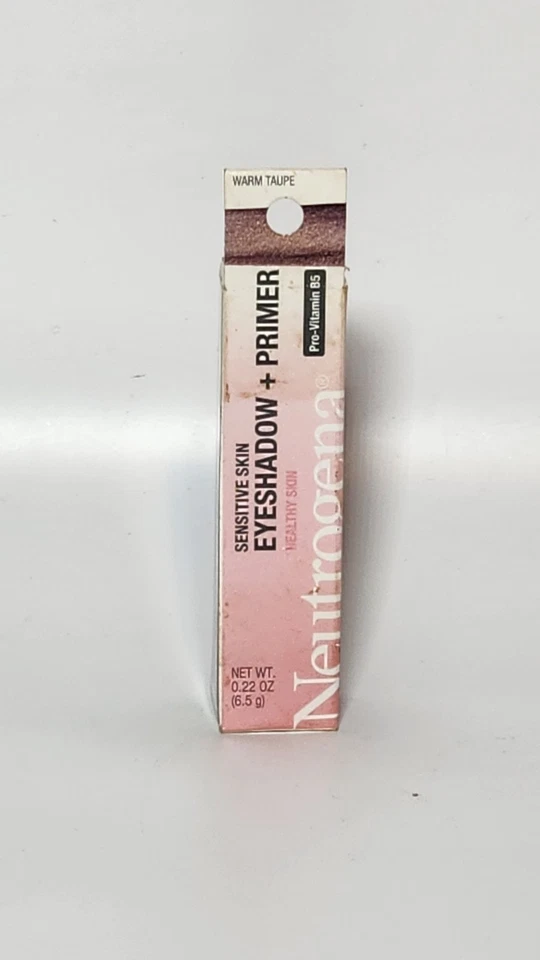 WARM TAUPE
Pro-Vitamin B5
SENSITIVE SKIN
EYESHADOW + PRIMER
HEALTHY SKIN
Neutrogena®
NET WT.
0.22 OZ
(6.5 g)